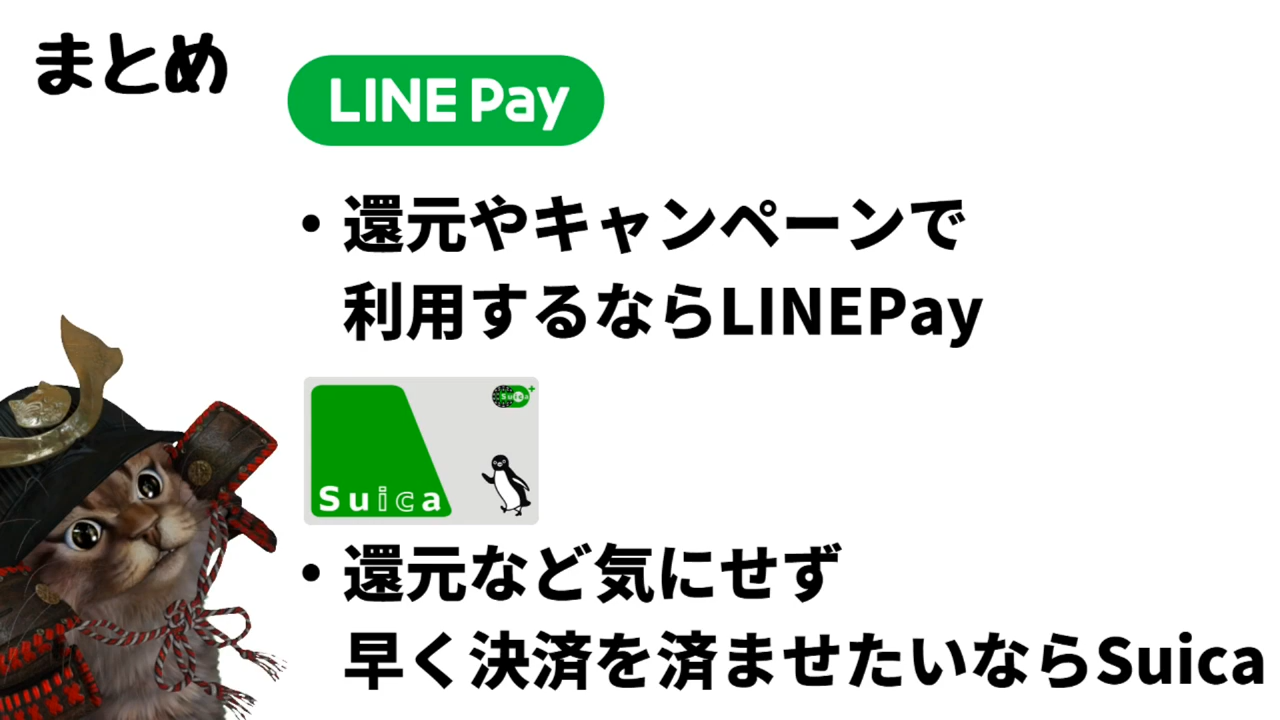 まとめ
LINE Pay
・還元やキャンペーンで
利用するならLINEPay
Suica
Suica
・還元など気にせず
早く決済を済ませたいならSuica